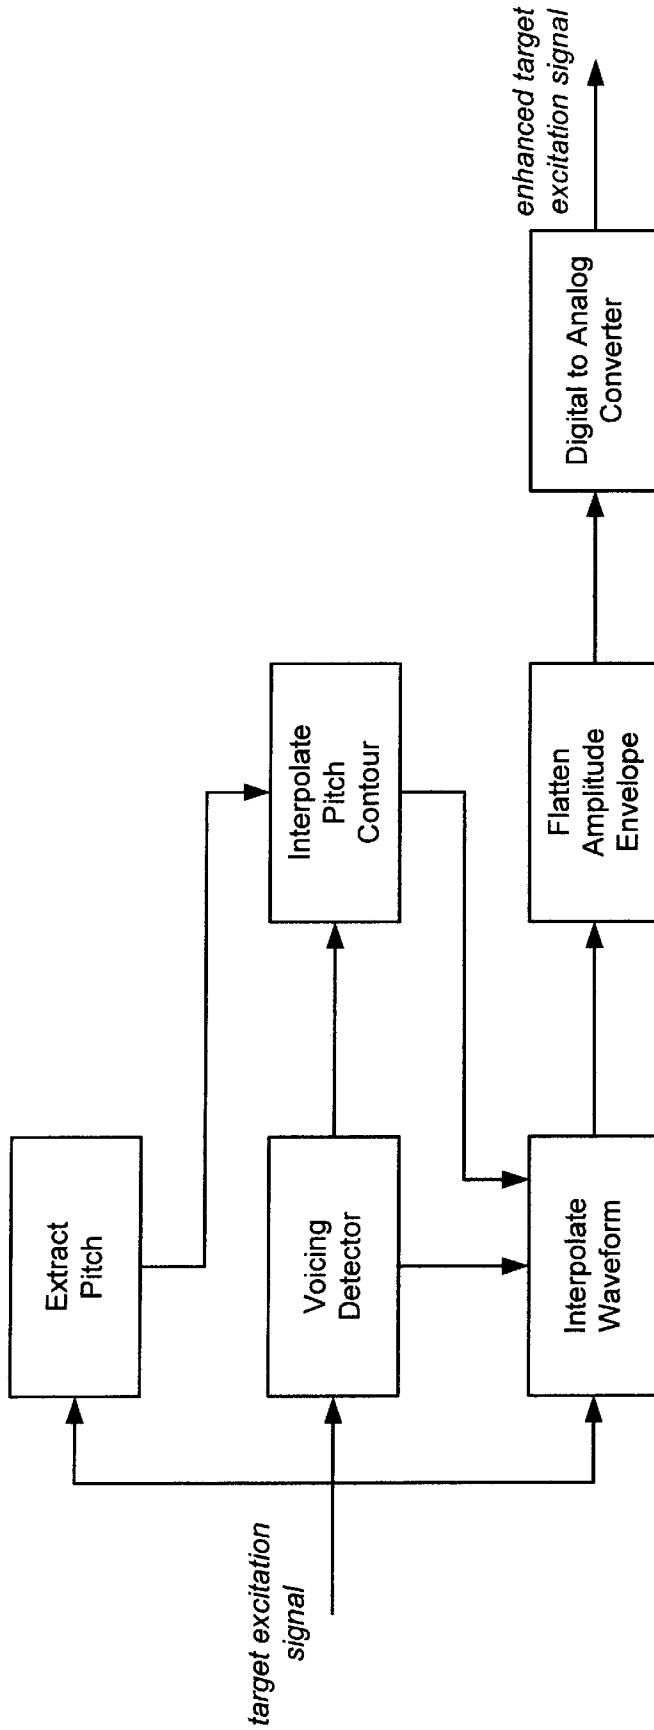 target excitation
signal
Extract
Pitch
Voicing
Detector
Interpolate
Waveform
Interpolate
Pitch
Contour
Flatten
Amplitude
Envelope
Digital to Analog
Converter
enhanced target
excitation signal